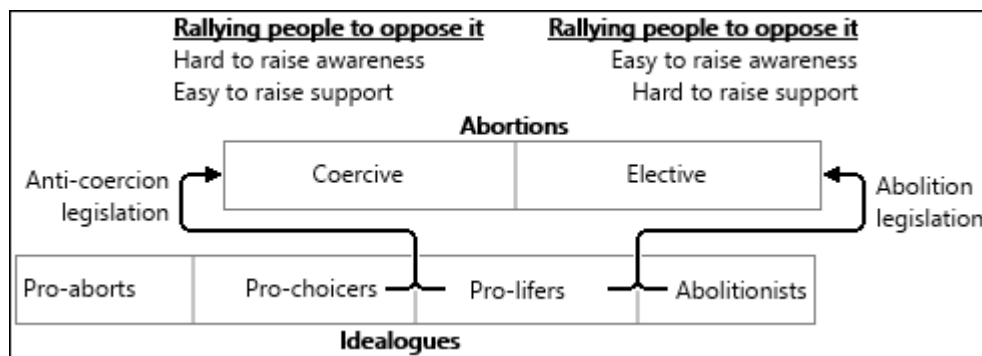 Rallying people to oppose it
Hard to raise awareness
Easy to raise support
Rallying people to oppose it
Easy to raise awareness
Hard to raise support
Abortions
Anti-coercion
legislation
Coercive
Elective
Abolition
legislation
Pro-aborts
Pro-choicers
Pro-lifers
Abolitionists
Idealogues